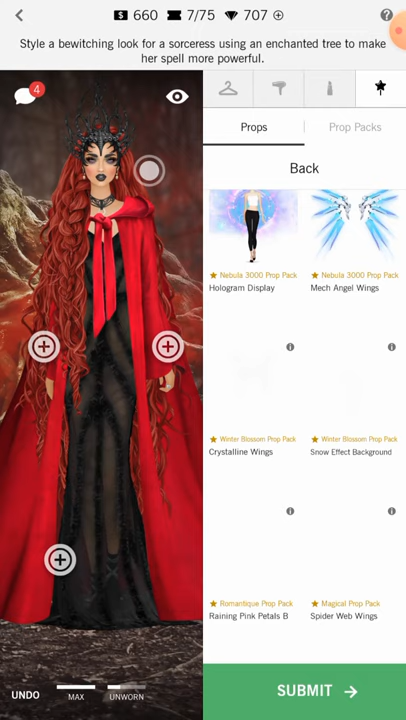 660 7/75 707
Style a bewitching look for a sorceress using an enchanted tree to make
her spell more powerful.
4
Props
Prop Packs
Back
Nebula 3000 Prop Pack
Hologram Display
Nebula 3000 Prop Pack
Mech Angel Wings
Winter Blossom Prop Pack
Crystalline Wings
Winter Blossom Prop Pack
Snow Effect Background
Romantique Prop Pack
Raining Pink Petals B
Magical Prop Pack
Spider Web Wings
UNDO
MAX
UNWORN
SUBMIT